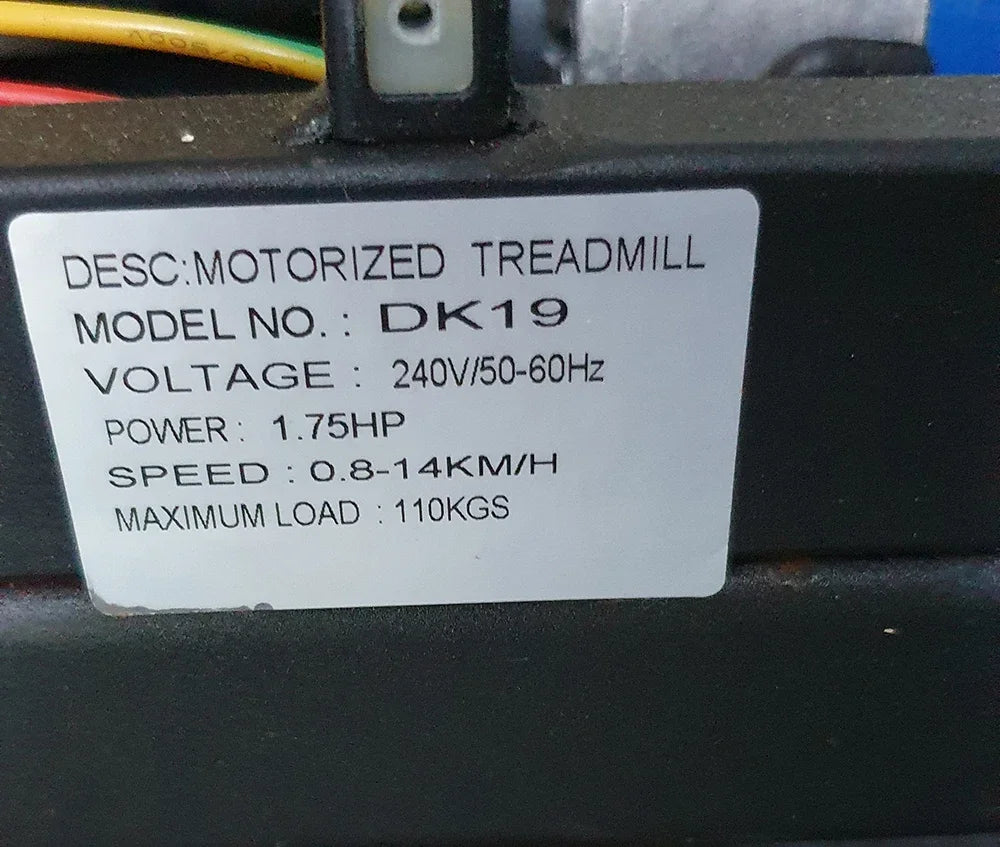 DESC:MOTORIZED TREADMILL
MODEL NO. : DK19
VOLTAGE : 240V/50-60Hz
POWER : 1.75HP
SPEED : 0.8-14KM/H
MAXIMUM LOAD : 110KGS